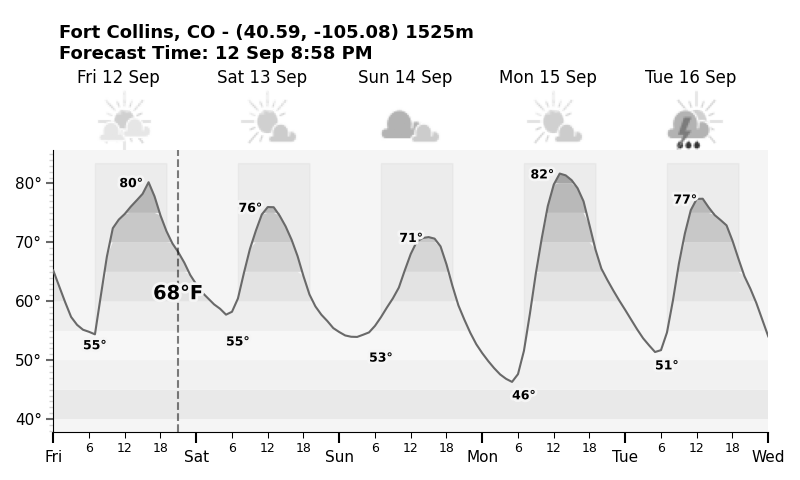 Fort Collins, CO - (40.59, -105.08) 1525m
Forecast Time: 12 Sep 8:58 PM
Fri 12 Sep Sat 13 Sep Sun 14 Sep Mon 15 Sep Tue 16 Sep
80°
80° 76° 71° 82° 77°
70°
60°
68°F
50°
55° 55° 53° 46° 51°
40°
6 12 18 6 12 18 6 12 18 6 12 18 6 12 18
Fri Sat Sun Mon Tue Wed